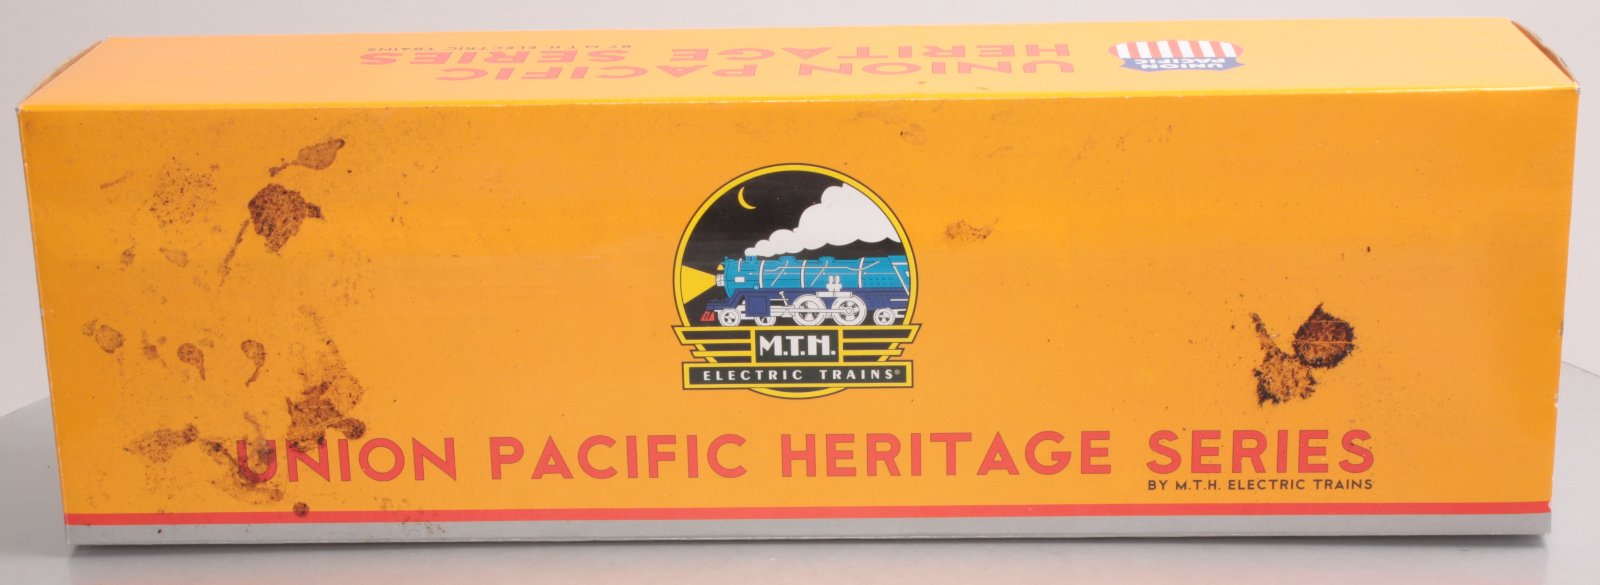 UNION PACIFIC
HERITAGE SERIES
BY M.T.H. ELECTRIC TRAINS
UNION
PACIFIC
M.T.H.
ELECTRIC TRAINS®
UNION PACIFIC HERITAGE SERIES
BY M.T.H. ELECTRIC TRAINS